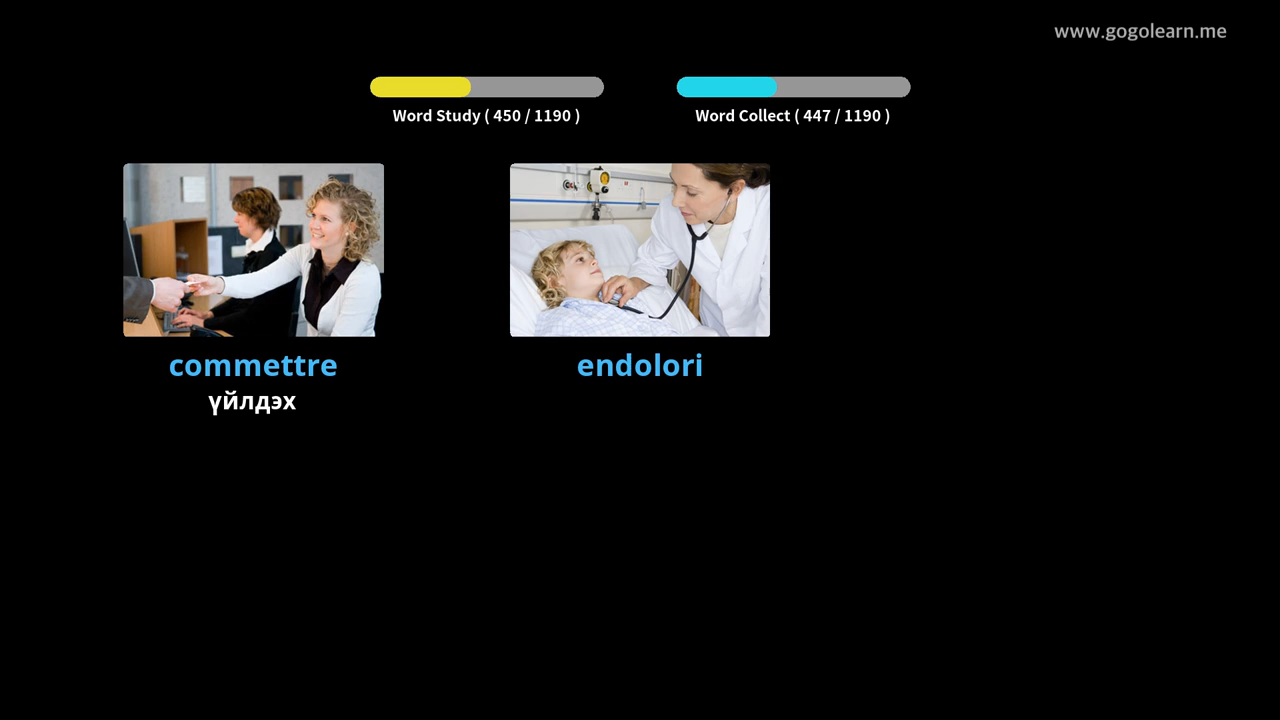 www.gogolearn.me
Word Study ( 450 / 1190 )
Word Collect ( 447 / 1190 )
commettre
үйлдэх
endolori